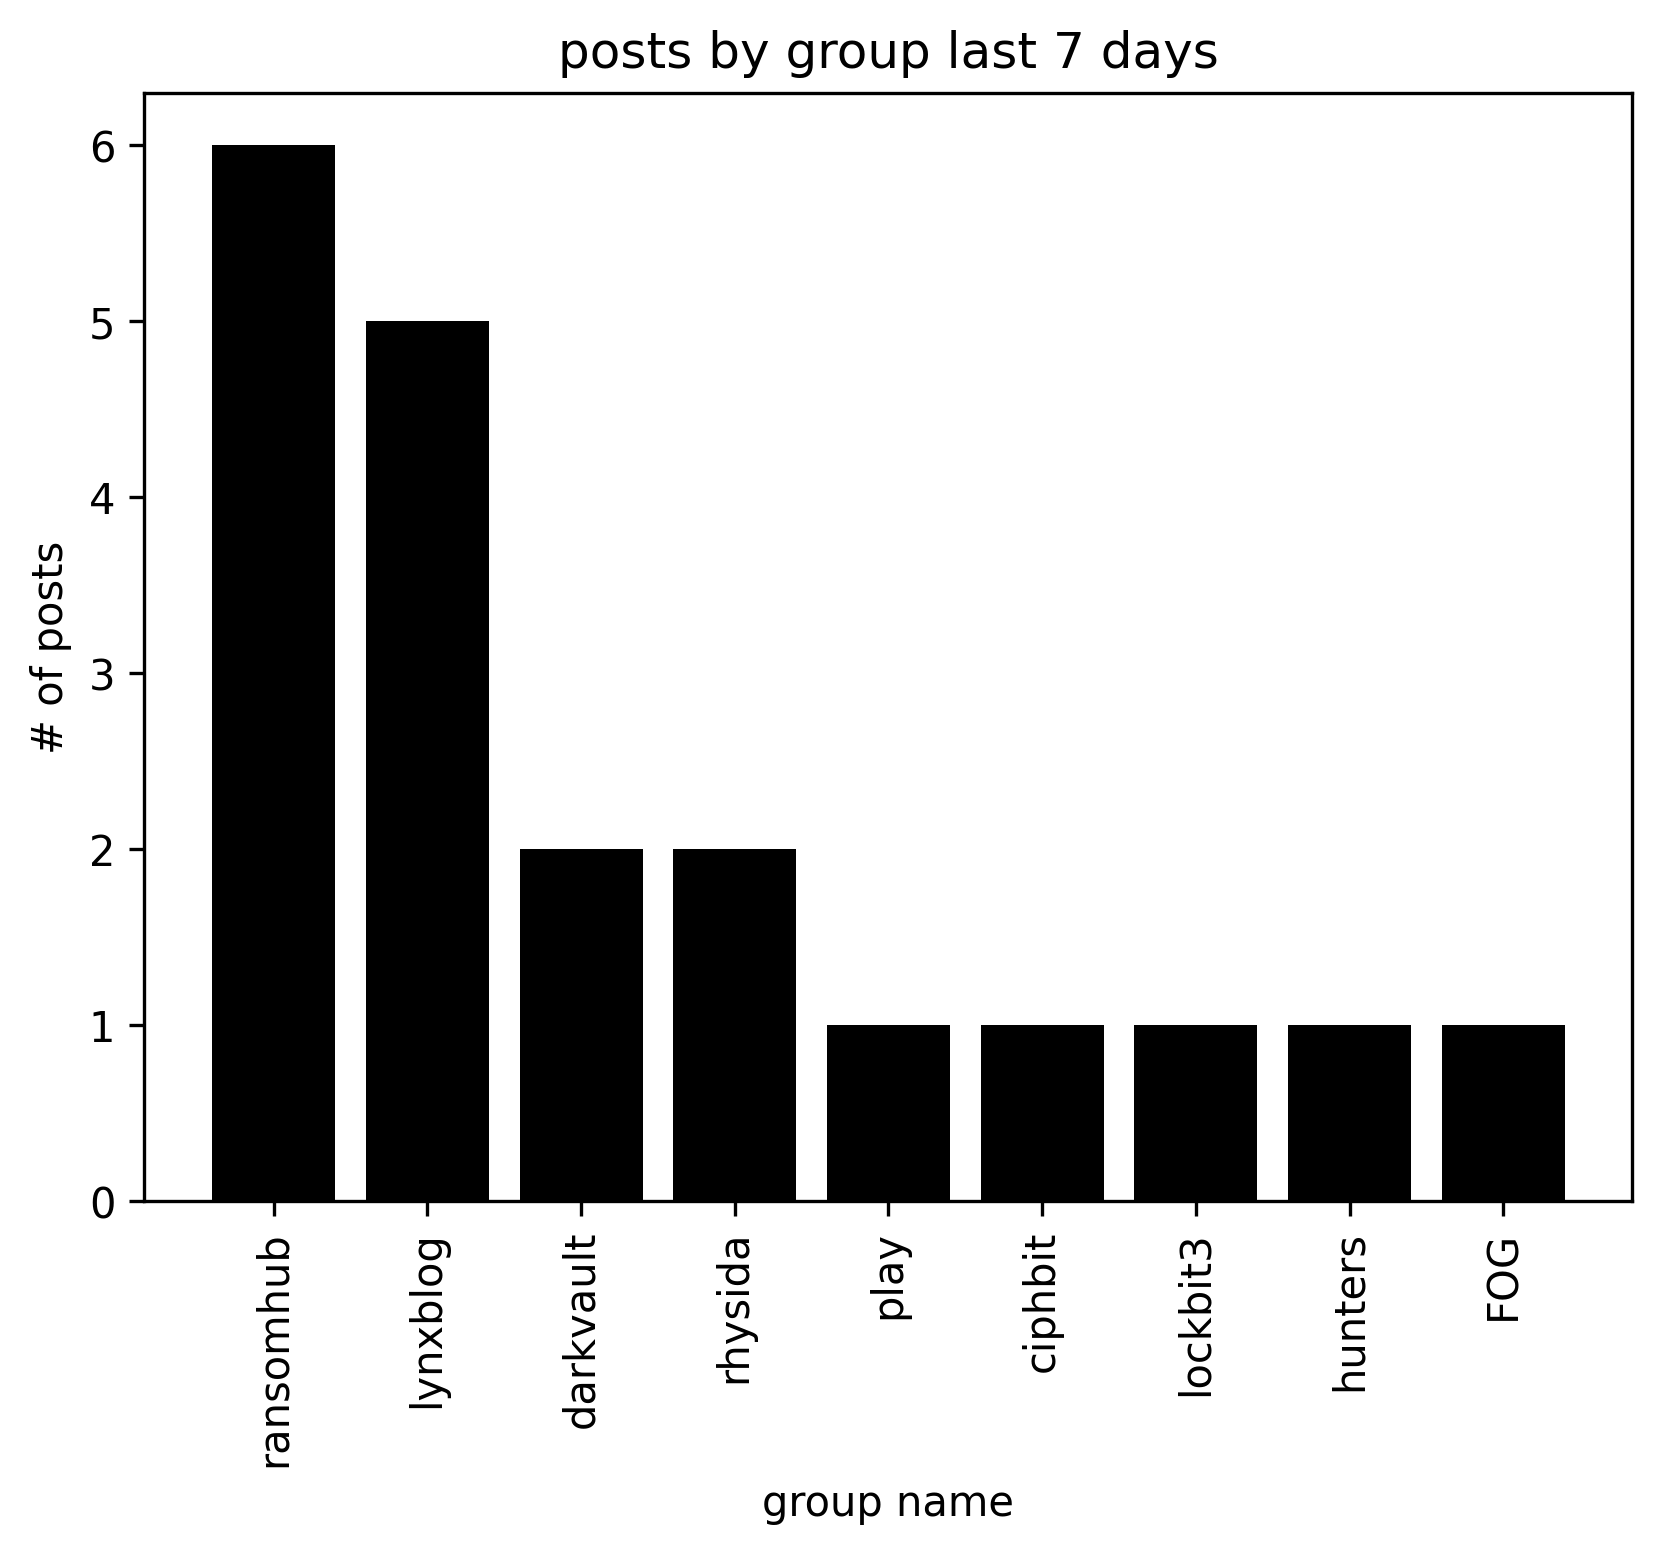 posts by group last 7 days
6
5
4
3
2
1
0
# of posts
ransomhub
lynxblog
darkvault
rhysida
play
ciphbit
lockbit3
hunters
FOG
group name